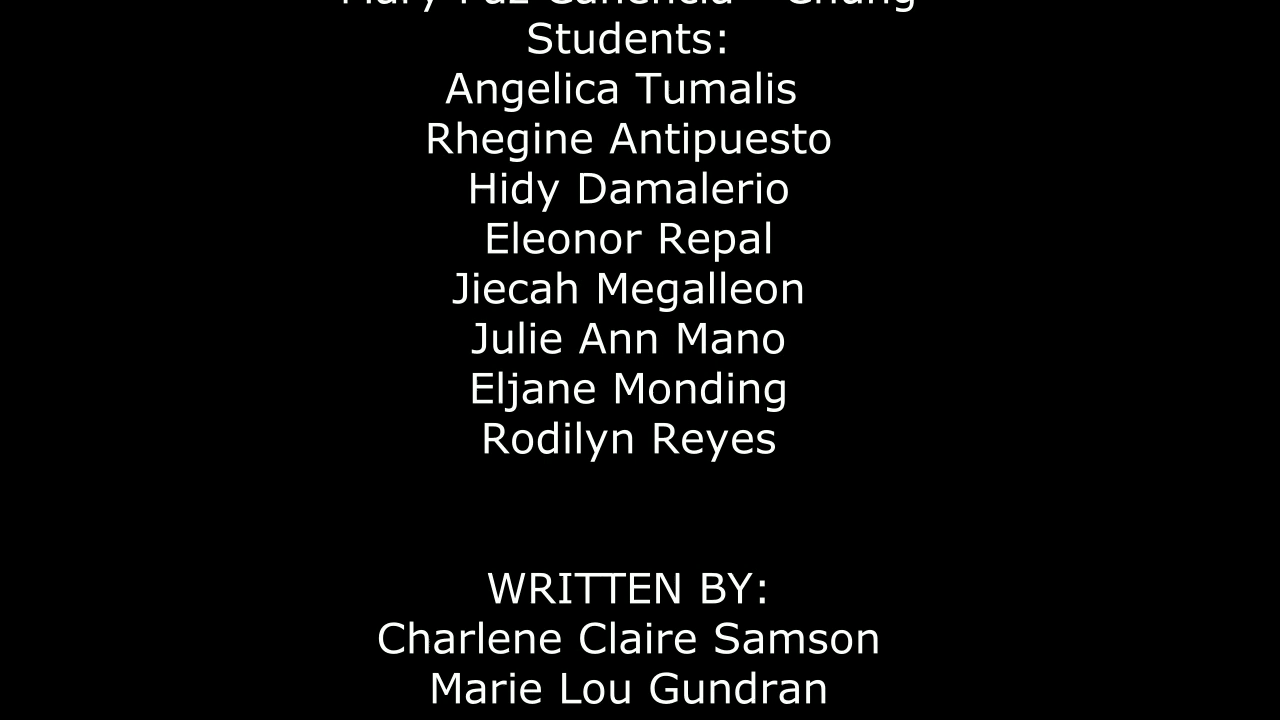 Students:
Angelica Tumalis
Rhegine Antipuesto
Hidy Damalerio
Eleonor Repal
Jiecah Megalleon
Julie Ann Mano
Eljane Monding
Rodilyn Reyes
WRITTEN BY:
Charlene Claire Samson
Marie Lou Gundran